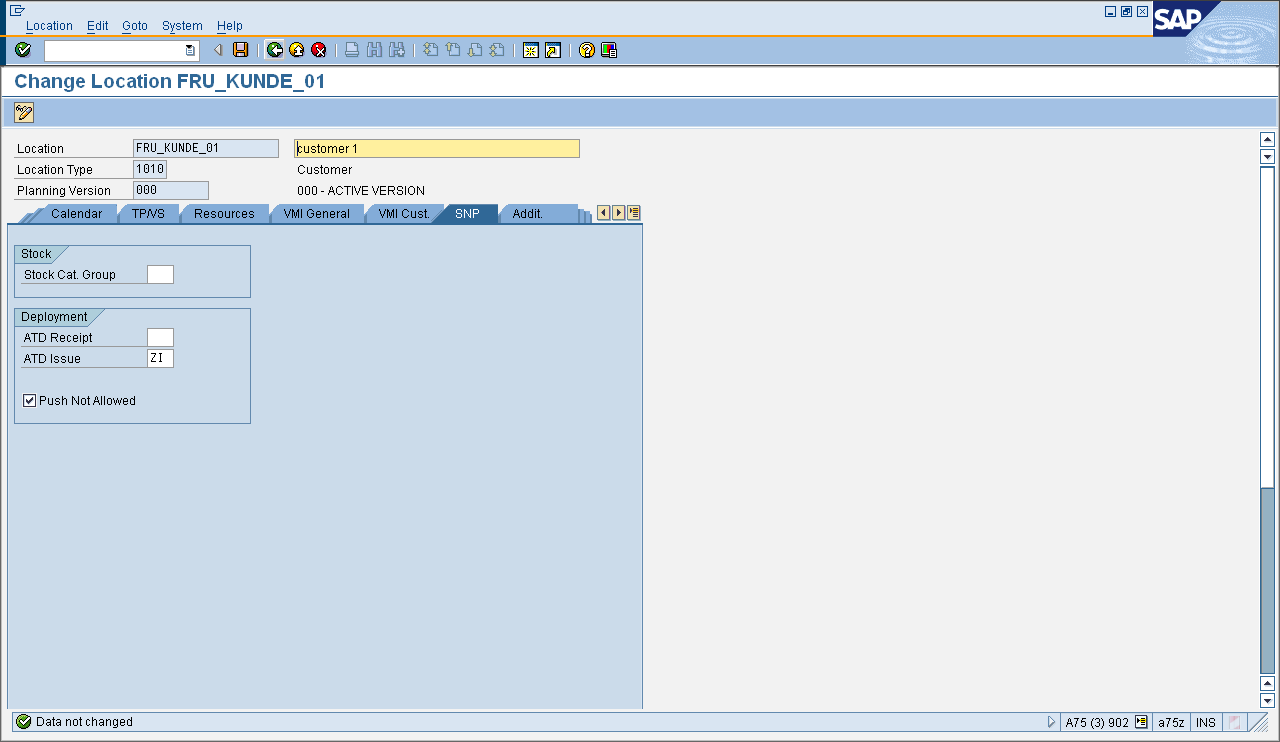 Location Edit Goto System Help
SAP
Change Location FRU_KUNDE_01
Location FRU_KUNDE_01 customer 1
Location Type 1010 Customer
Planning Version 000 000 - ACTIVE VERSION
Calendar TP/VS Resources VMI General VMI Cust. SNP Addit.
Stock
Stock Cat. Group
Deployment
ATD Receipt
ATD Issue ZI
Push Not Allowed
Data not changed A75 (3) 902 a75z INS